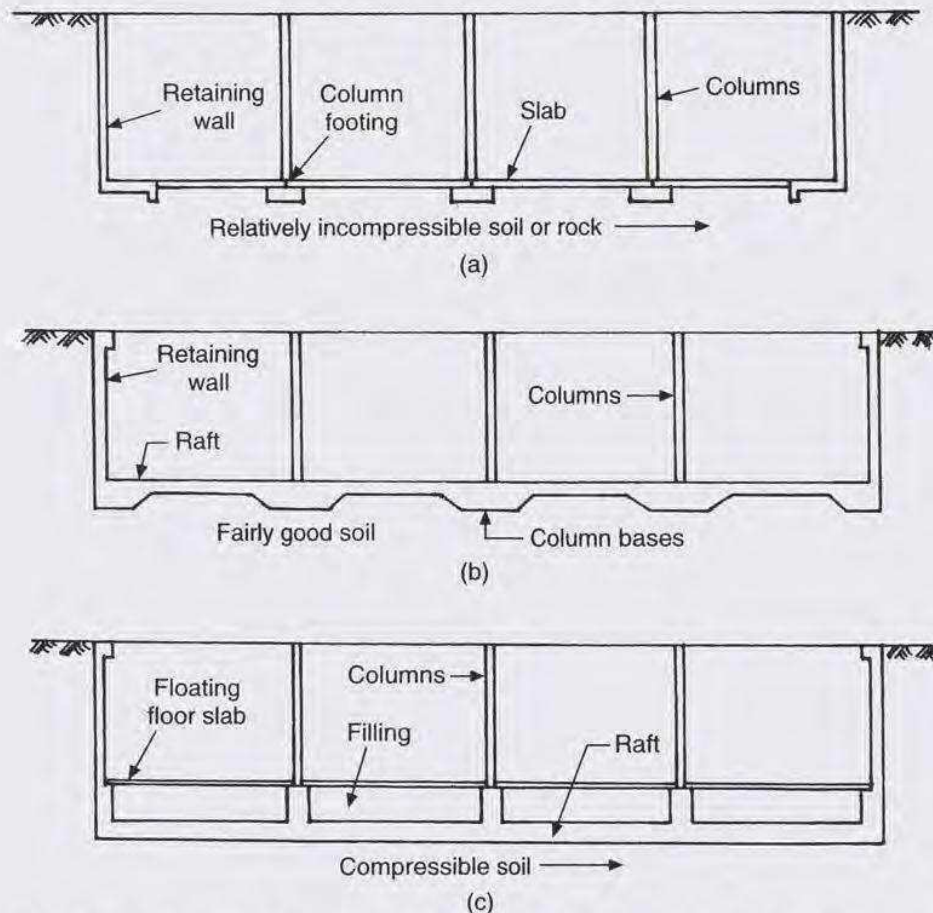 Retaining
wall
Column
footing
Slab
Columns
Relatively incompressible soil or rock
(a)
Retaining
wall
Raft
Columns
Fairly good soil
Column bases
(b)
Floating
floor slab
Filling
Columns
Raft
Compressible soil
(c)